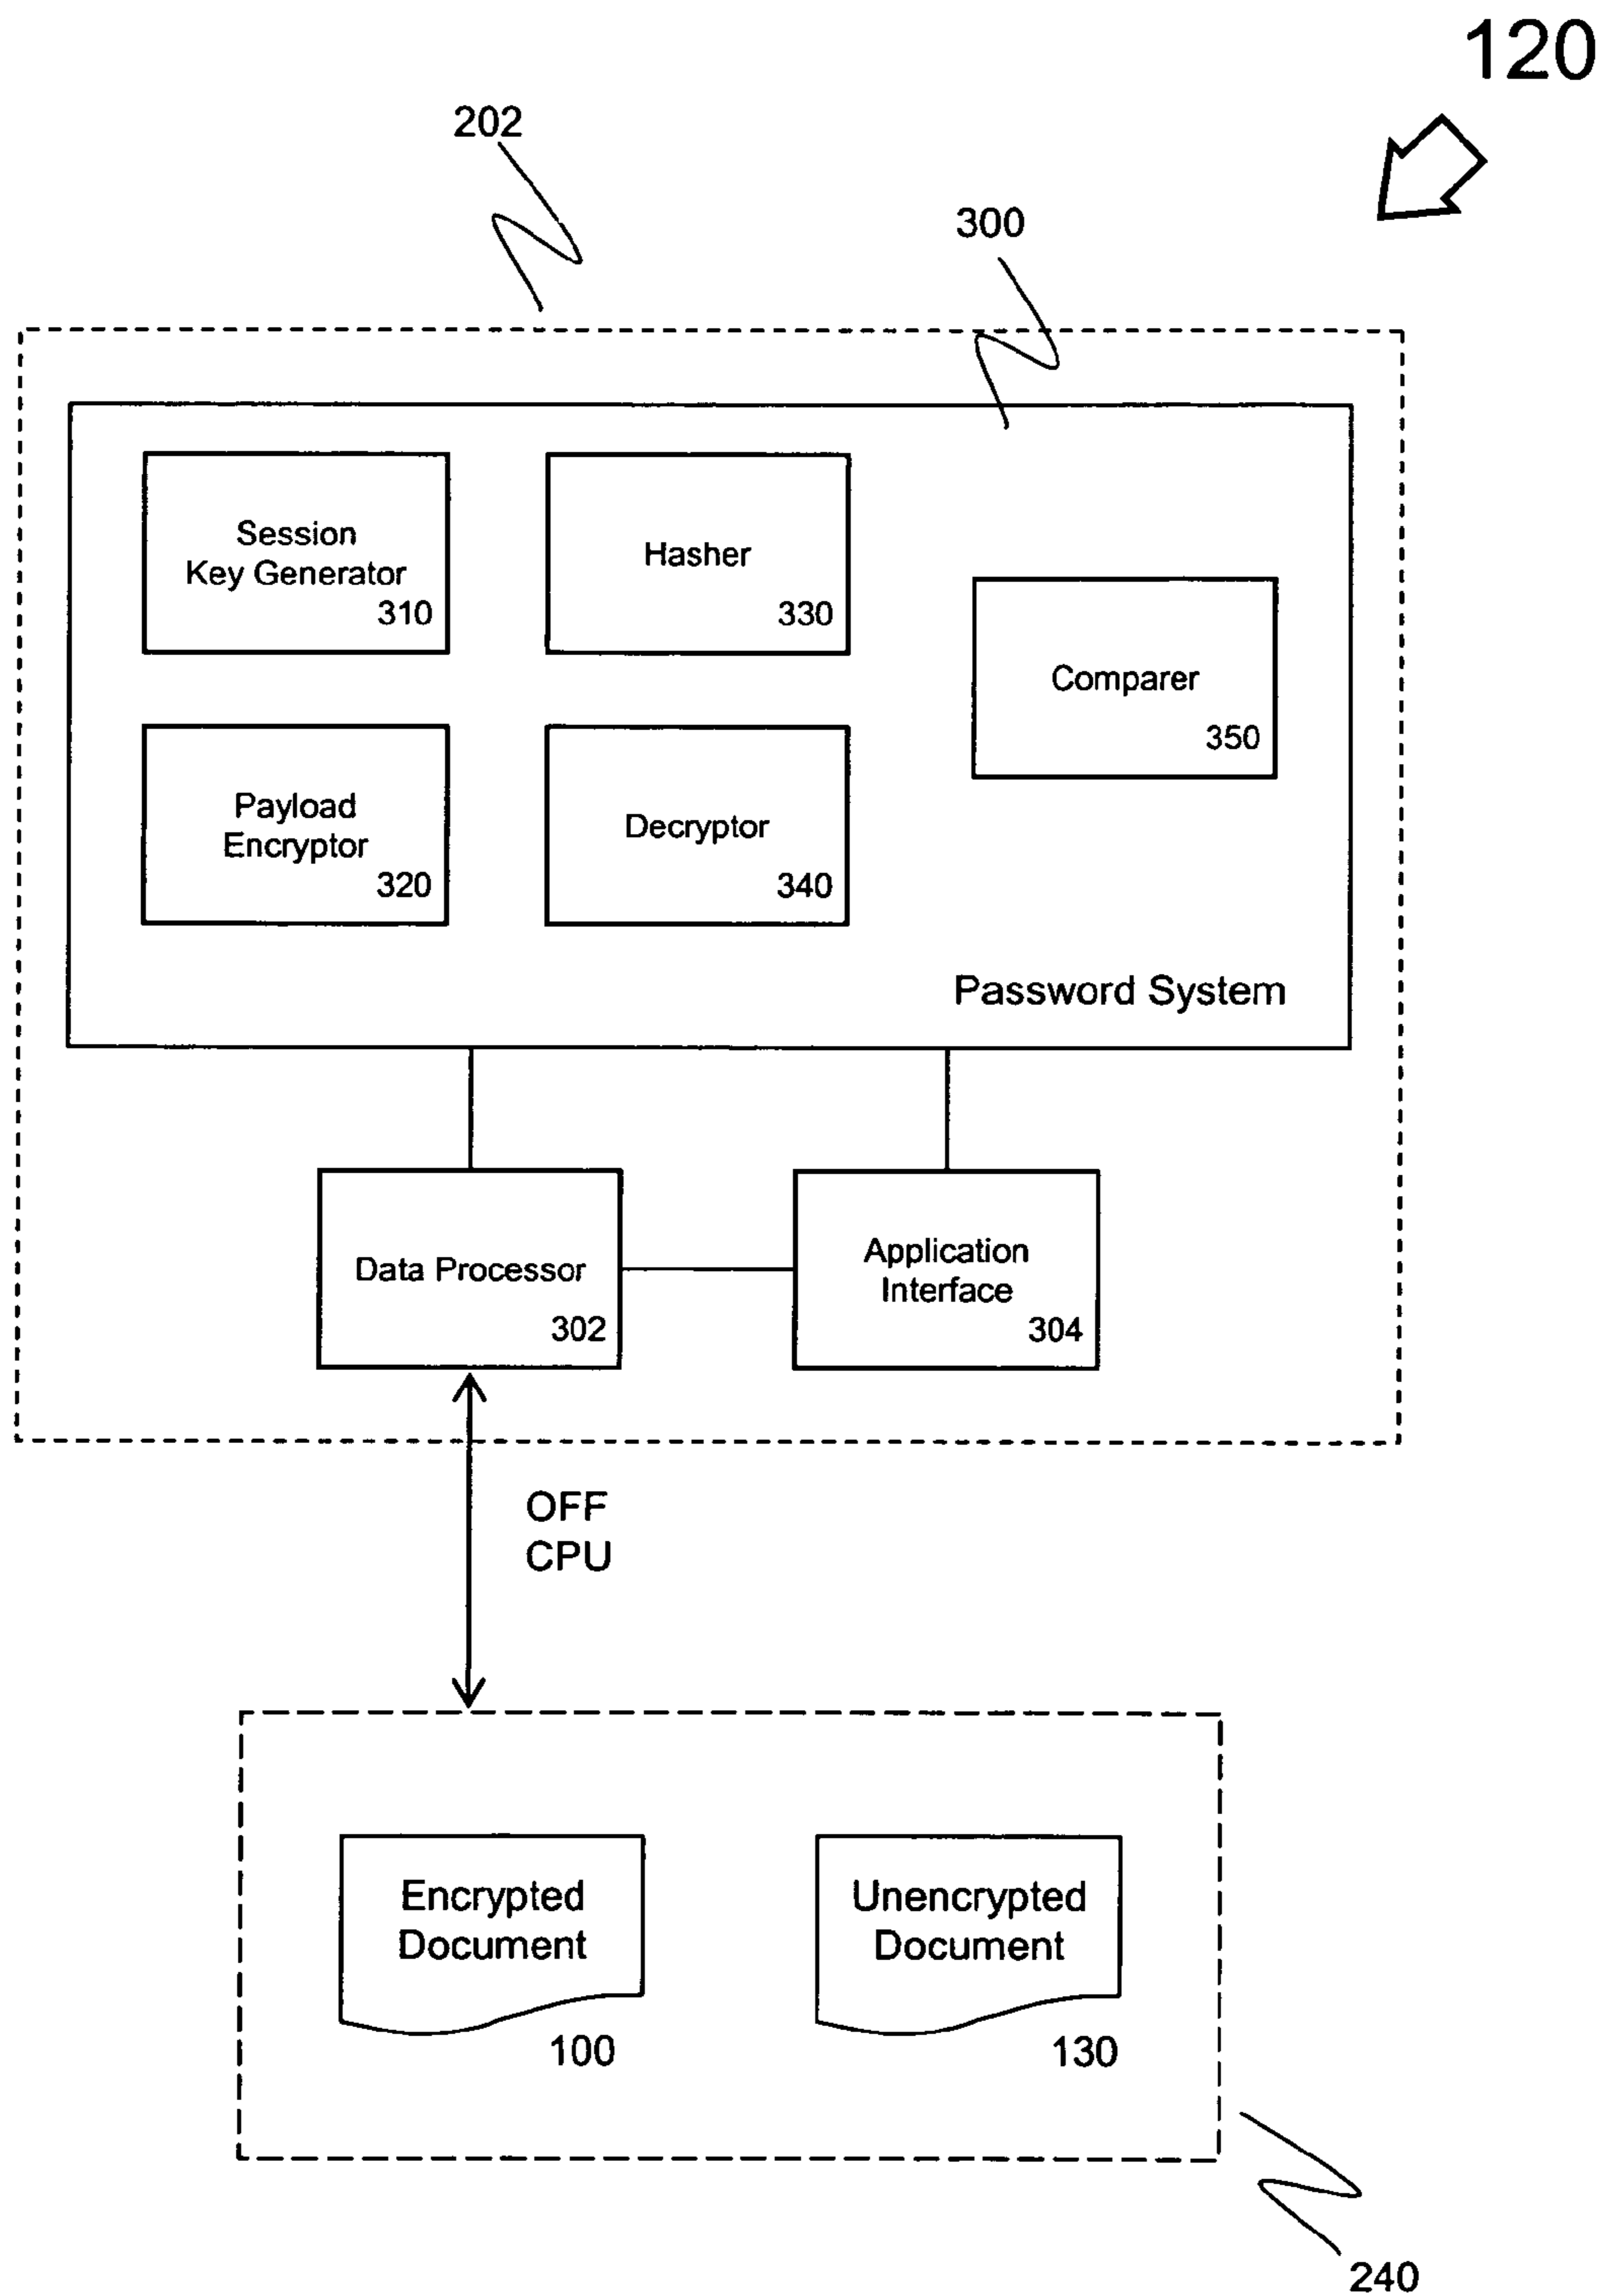 120
202
300
Session
Key Generator
310
Hasher
330
Comparer
350
Payload
Encryptor
320
Decryptor
340
Password System
Data Processor
302
Application
Interface
304
OFF
CPU
Encrypted
Document
100
Unencrypted
Document
130
240